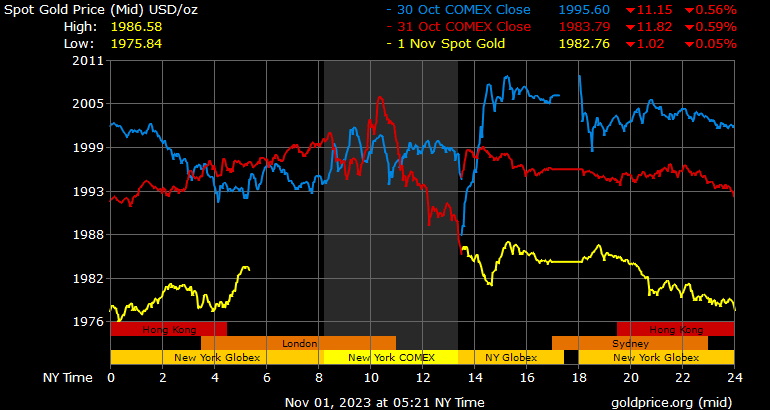 Spot Gold Price (Mid) USD/oz - 30 Oct COMEX Close 1995.60 ▼11.15 ▼0.56%
High: 1986.58 - 31 Oct COMEX Close 1983.79 ▼11.82 ▼0.59%
Low: 1975.84 - 1 Nov Spot Gold 1982.76 ▼1.02 ▼0.05%
2011
2005
1999
1993
1988
1982
1976
Hong Kong Hong Kong
London Sydney
New York Globex New York COMEX NY Globex New York Globex
NY Time 0 2 4 6 8 10 12 14 16 18 20 22 24
Nov 01, 2023 at 05:21 NY Time goldprice.org (mid)